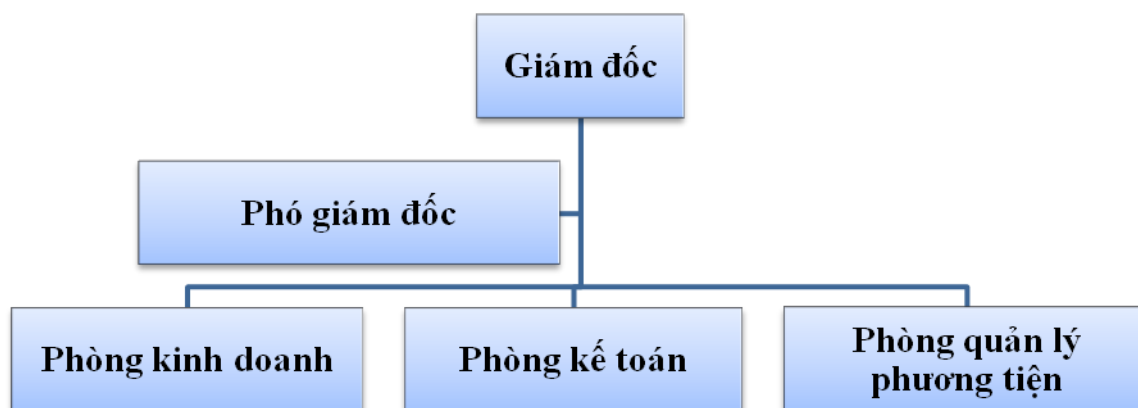 Giám đốc
Phó giám đốc
Phòng kinh doanh
Phòng kế toán
Phòng quản lý
phương tiện